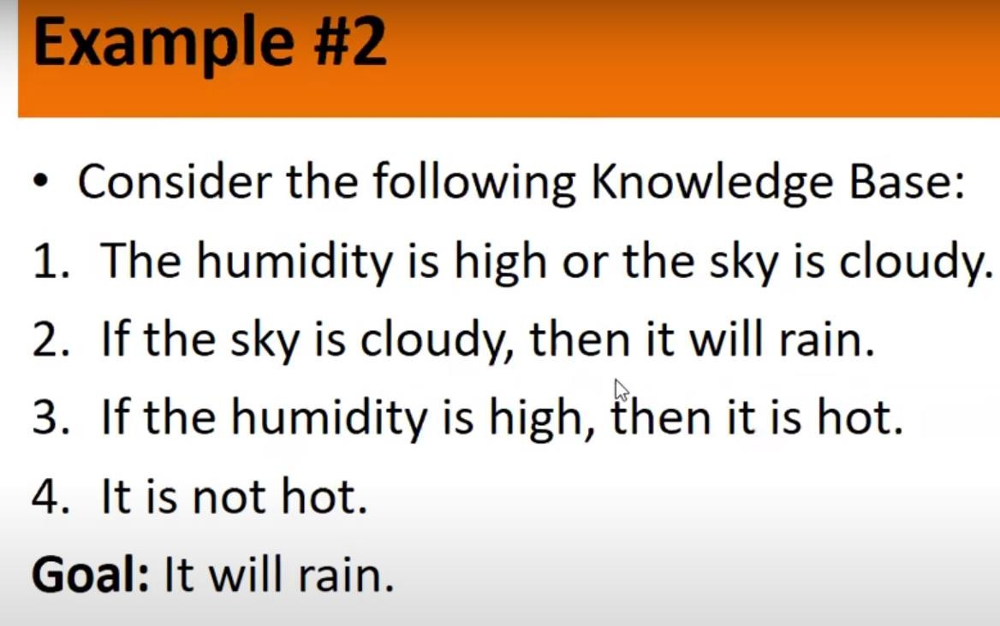 Example #2
• Consider the following Knowledge Base:
1. The humidity is high or the sky is cloudy.
2. If the sky is cloudy, then it will rain.
3. If the humidity is high, then it is hot.
4. It is not hot.
Goal: It will rain.